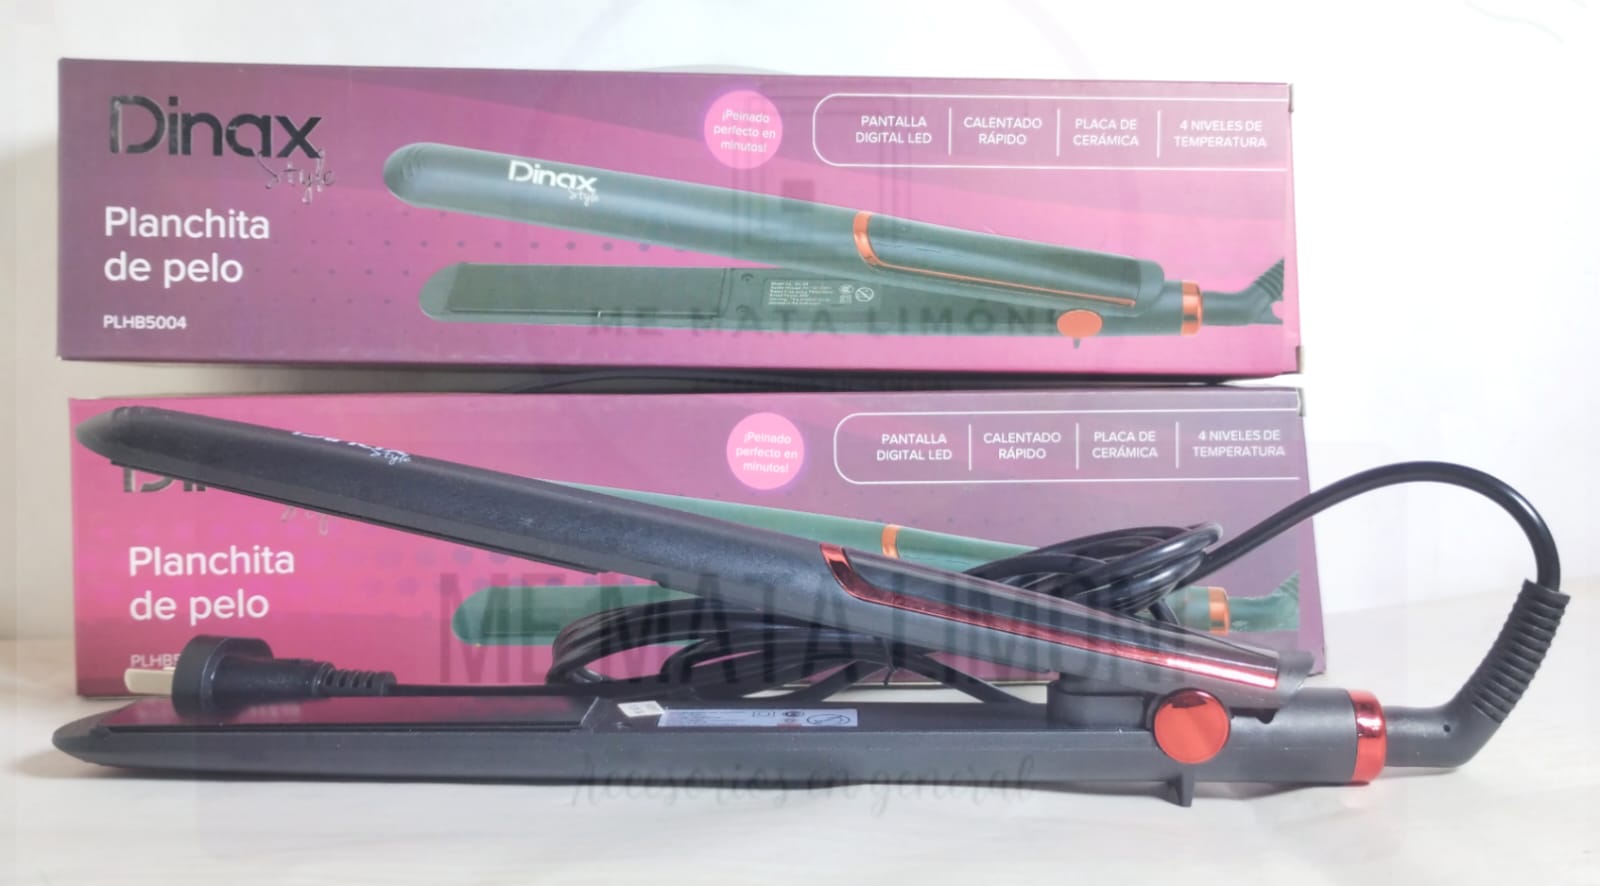 Dinax
Style
Planchita
de pelo
PLHB5004
¡Peinado
perfecto en
minutos!
PANTALLA
DIGITAL LED
CALENTADO
RÁPIDO
PLACA DE
CERÁMICA
4 NIVELES DE
TEMPERATURA
Dinax
Style
ME MATA LIMÓN
Style
¡Peinado
perfecto en
minutos!
PANTALLA
DIGITAL LED
CALENTADO
RÁPIDO
PLACA DE
CERÁMICA
4 NIVELES DE
TEMPERATURA
Planchita
de pelo
PLHB5
ME MATA LIMON
Accesorios en general